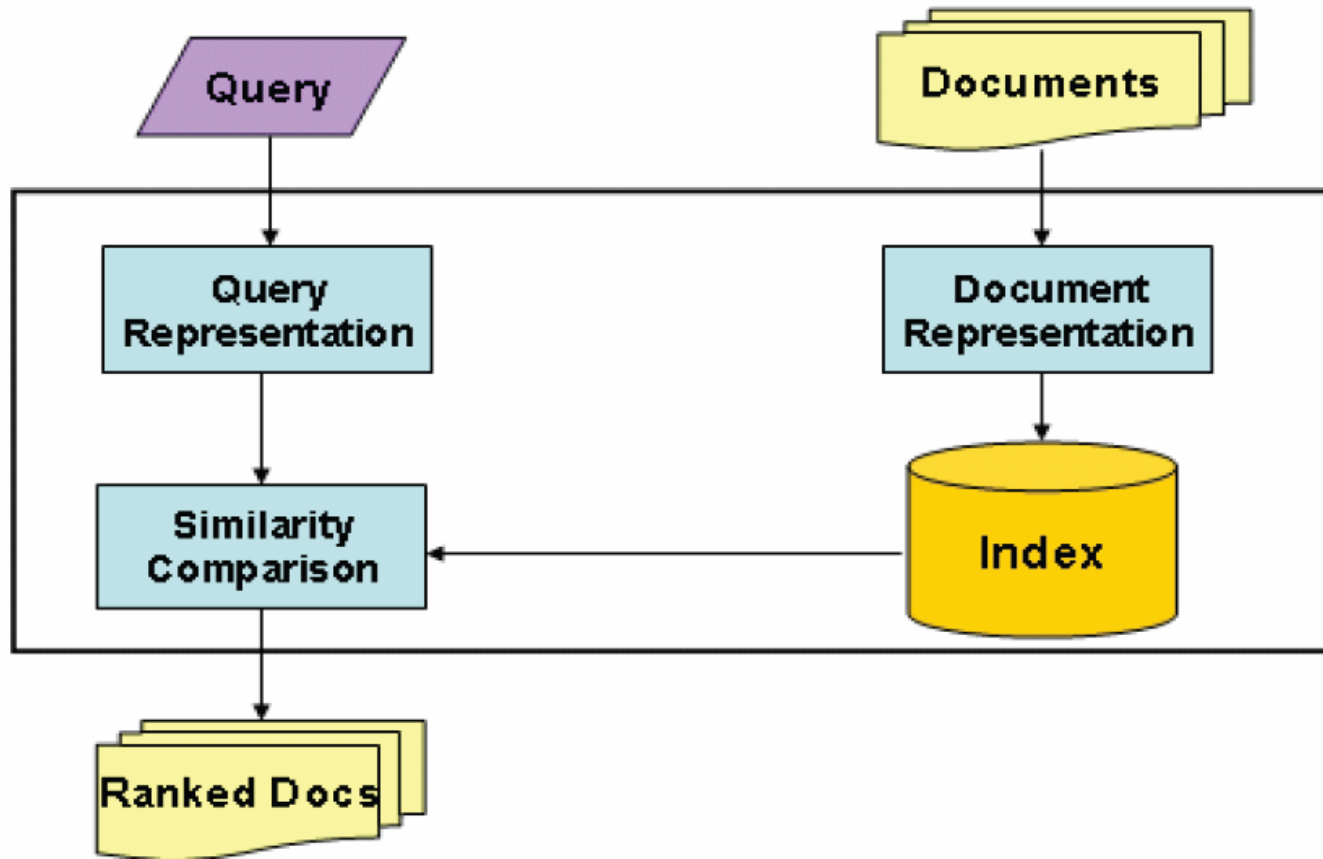 Query
Documents
Query
Representation
Document
Representation
Similarity
Comparison
Index
Ranked Docs